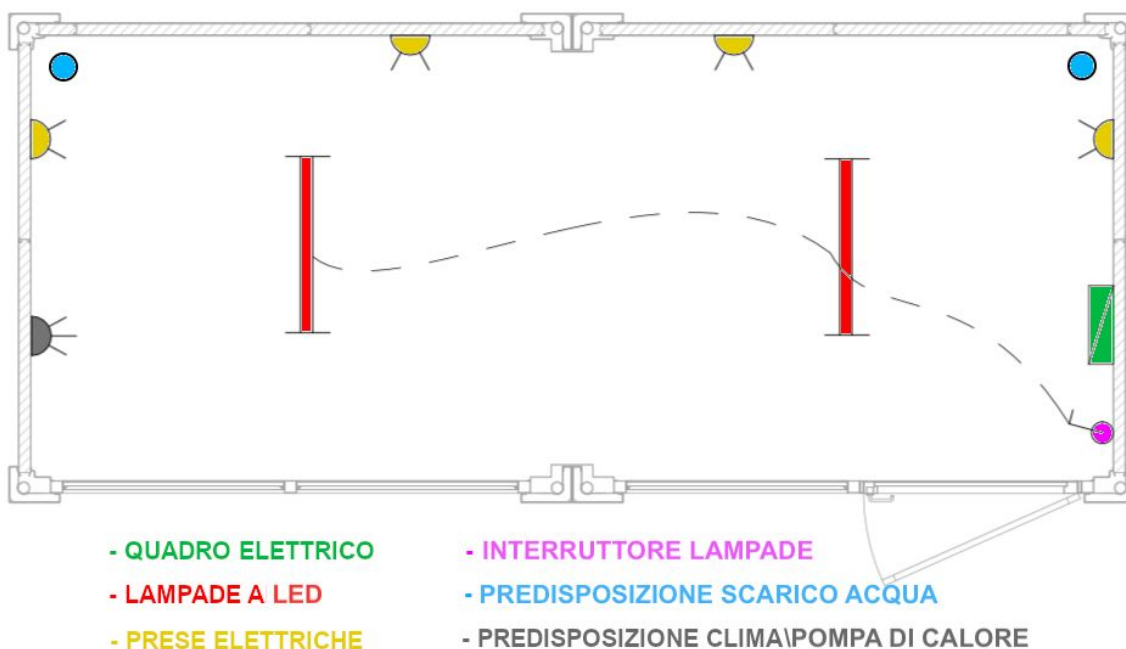 - QUADRO ELETTRICO
- INTERRUTTORE LAMPADE
- LAMPADE A LED
- PREDISPOSIZIONE SCARICO ACQUA
- PRESE ELETTRICHE
- PREDISPOSIZIONE CLIMA\POMPA DI CALORE